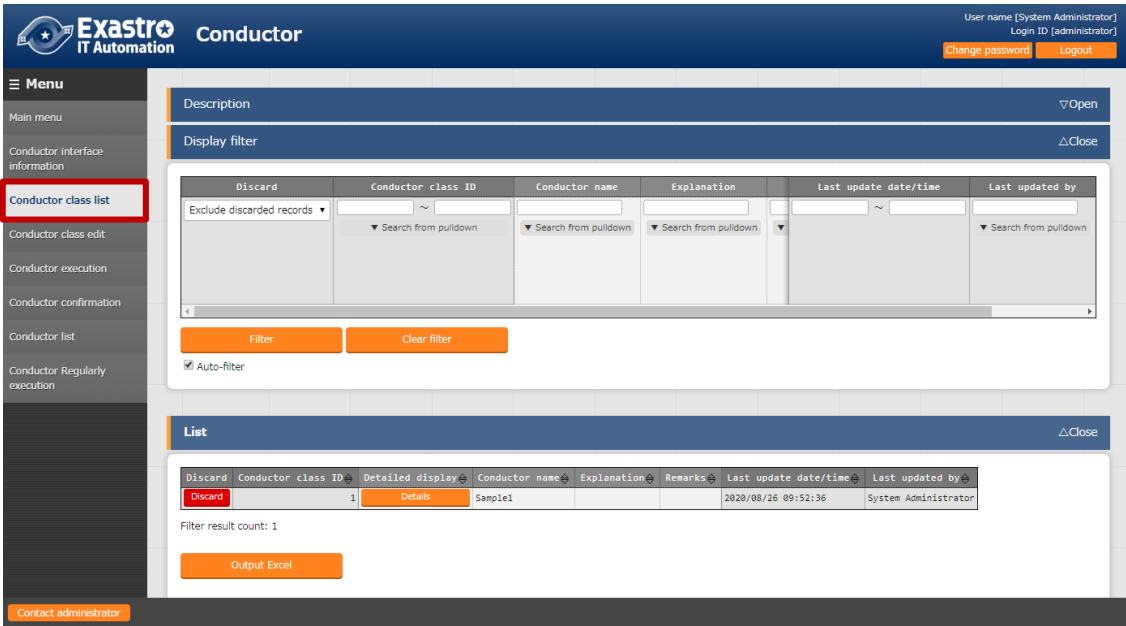 Exastro
IT Automation
Conductor
User name [System Administrator]
Login ID [administrator]
Change password
Logout
☰ Menu
Main menu
Conductor interface
information
Conductor class list
Conductor class edit
Conductor execution
Conductor confirmation
Conductor list
Conductor Regularly
execution
Description
▽Open
Display filter
△Close
Discard Conductor class ID Conductor name Explanation Last update date/time Last updated by
Exclude discarded records ▼ ~ ~
▼ Search from pulldown ▼ Search from pulldown ▼ Search from pulldown ▼ ▼ Search from pulldown
Filter Clear filter
Auto-filter
List
△Close
Discard Conductor class ID Detailed display Conductor name Explanation Remarks Last update date/time Last updated by
Discard 1 Details Sample1 2020/08/26 09:52:36 System Administrator
Filter result count: 1
Output Excel
Contact administrator